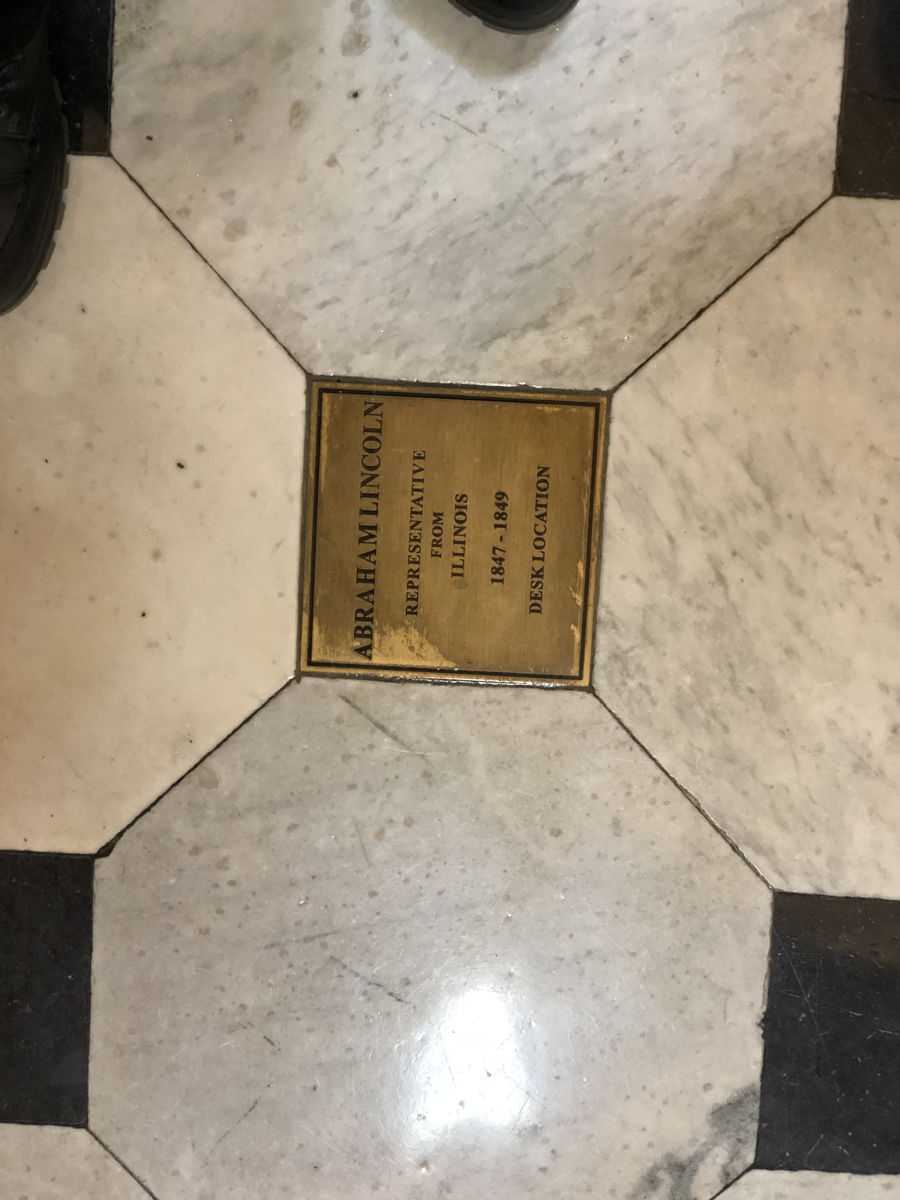 ABRAHAM LINCOLN
REPRESENTATIVE
FROM
ILLINOIS
1847 - 1849
DESK LOCATION